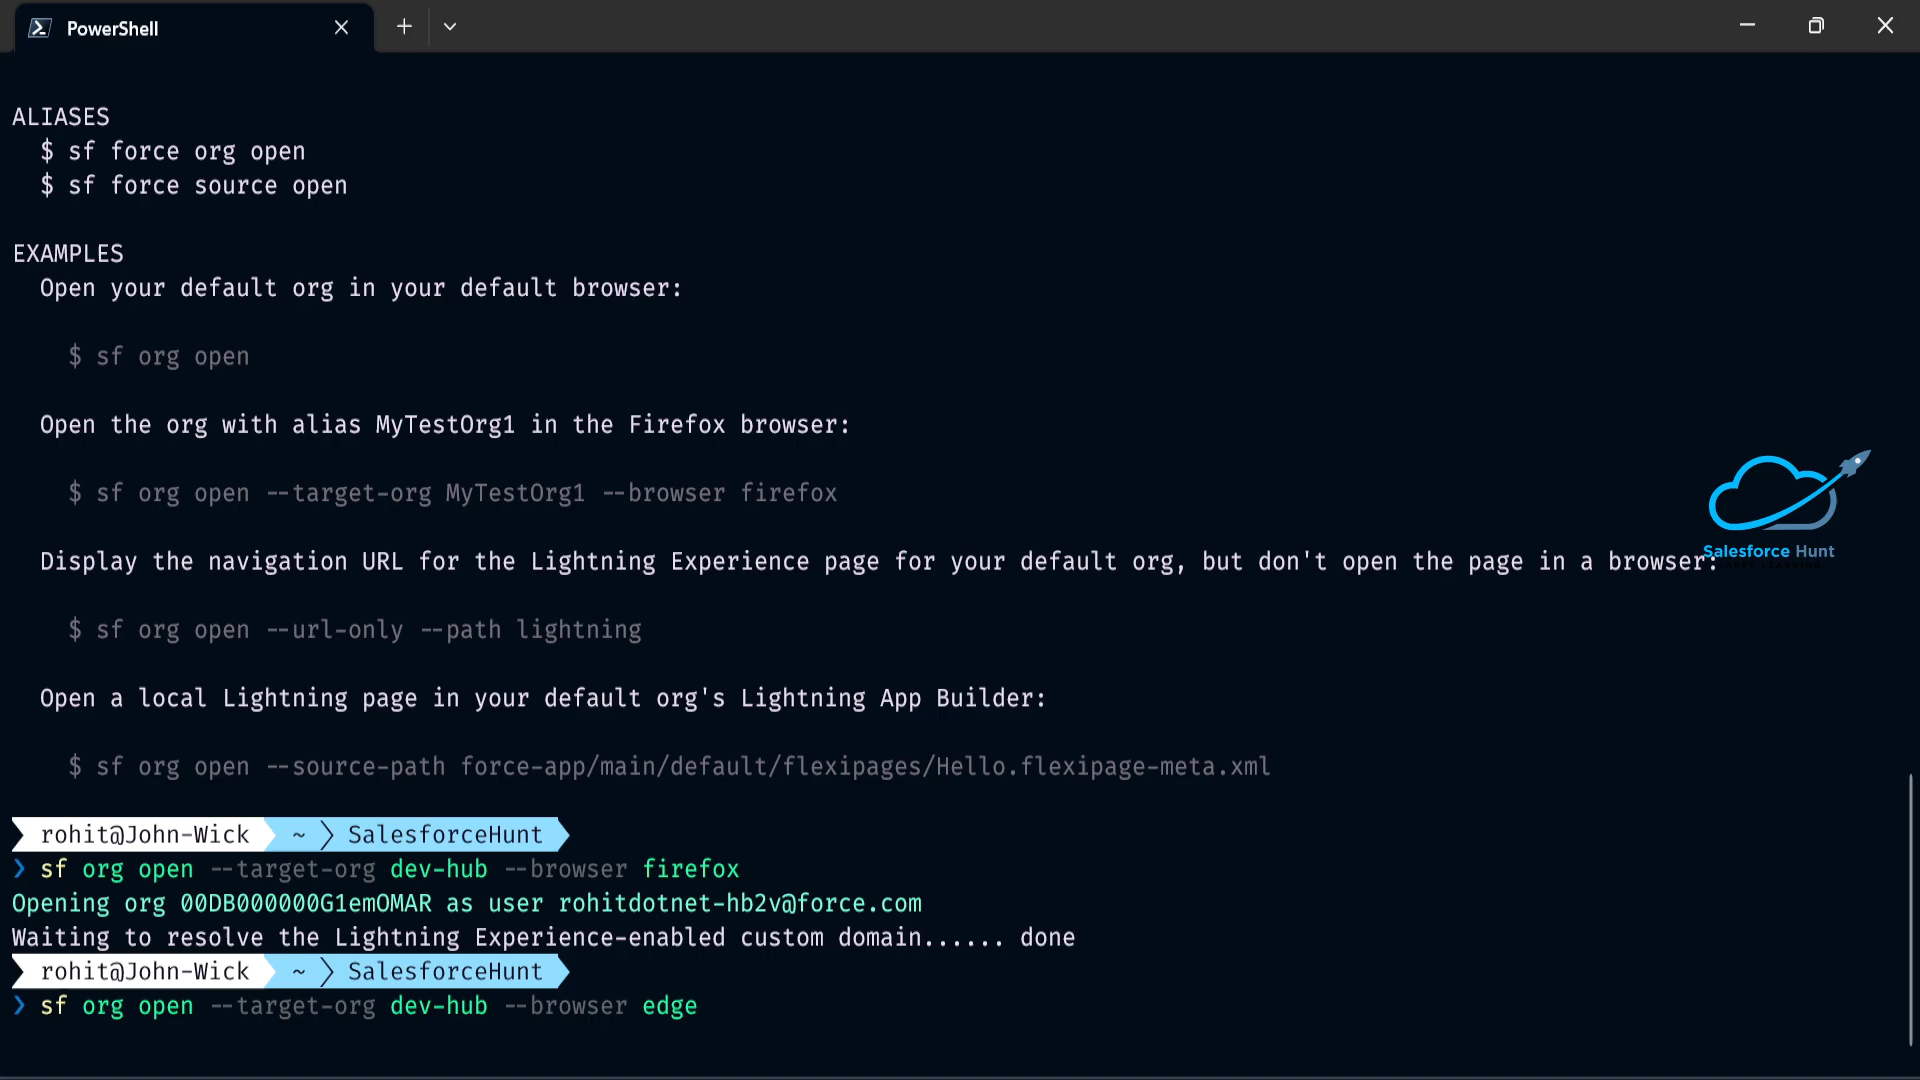 PowerShell
ALIASES
$ sf force org open
$ sf force source open
EXAMPLES
Open your default org in your default browser:
$ sf org open
Open the org with alias MyTestOrg1 in the Firefox browser:
$ sf org open --target-org MyTestOrg1 --browser firefox
Display the navigation URL for the Lightning Experience page for your default org, but don't open the page in a browser:
Salesforce Hunt
$ sf org open --url-only --path lightning
Open a local Lightning page in your default org's Lightning App Builder:
$ sf org open --source-path force-app/main/default/flexipages/Hello.flexipage-meta.xml
rohit@John-Wick ~ SalesforceHunt
❯ sf org open --target-org dev-hub --browser firefox
Opening org 00DB000000G1emOMAR as user rohitdotnet-hb2v@force.com
Waiting to resolve the Lightning Experience-enabled custom domain...... done
rohit@John-Wick ~ SalesforceHunt
❯ sf org open --target-org dev-hub --browser edge